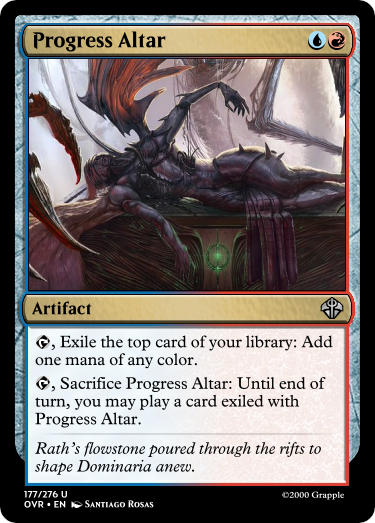 Progress Altar
Artifact
, Exile the top card of your library: Add
one mana of any color.
, Sacrifice Progress Altar: Until end of
turn, you may play a card exiled with
Progress Altar.
Rath's flowstone poured through the rifts to
shape Dominaria anew.
177/276 U
OVR • EN Santiago Rosas
©2000 Grapple